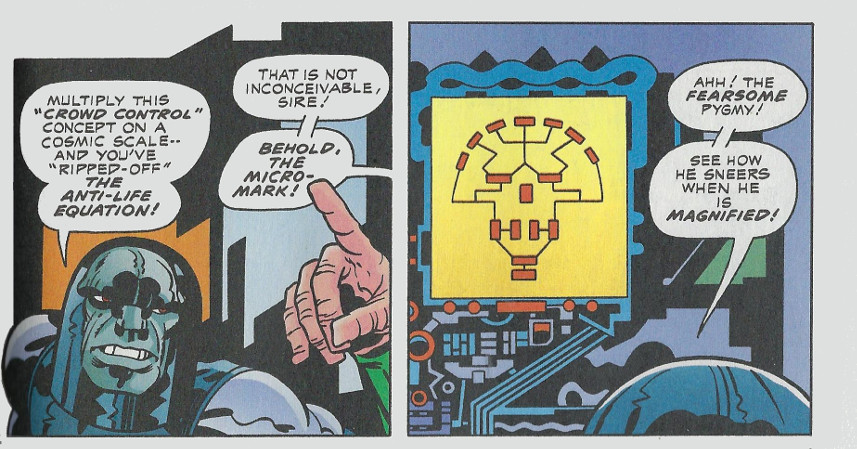 MULTIPLY THIS
"CROWD CONTROL"
CONCEPT ON A
COSMIC SCALE--
AND YOU'VE
"RIPPED-OFF"
THE
ANTI-LIFE
EQUATION!
THAT IS NOT
INCONCEIVABLE,
SIRE!
BEHOLD,
THE
MICRO-
MARK!
AHH! THE
FEARSOME
PYGMY!
SEE HOW
HE SNEERS
WHEN HE
IS
MAGNIFIED!